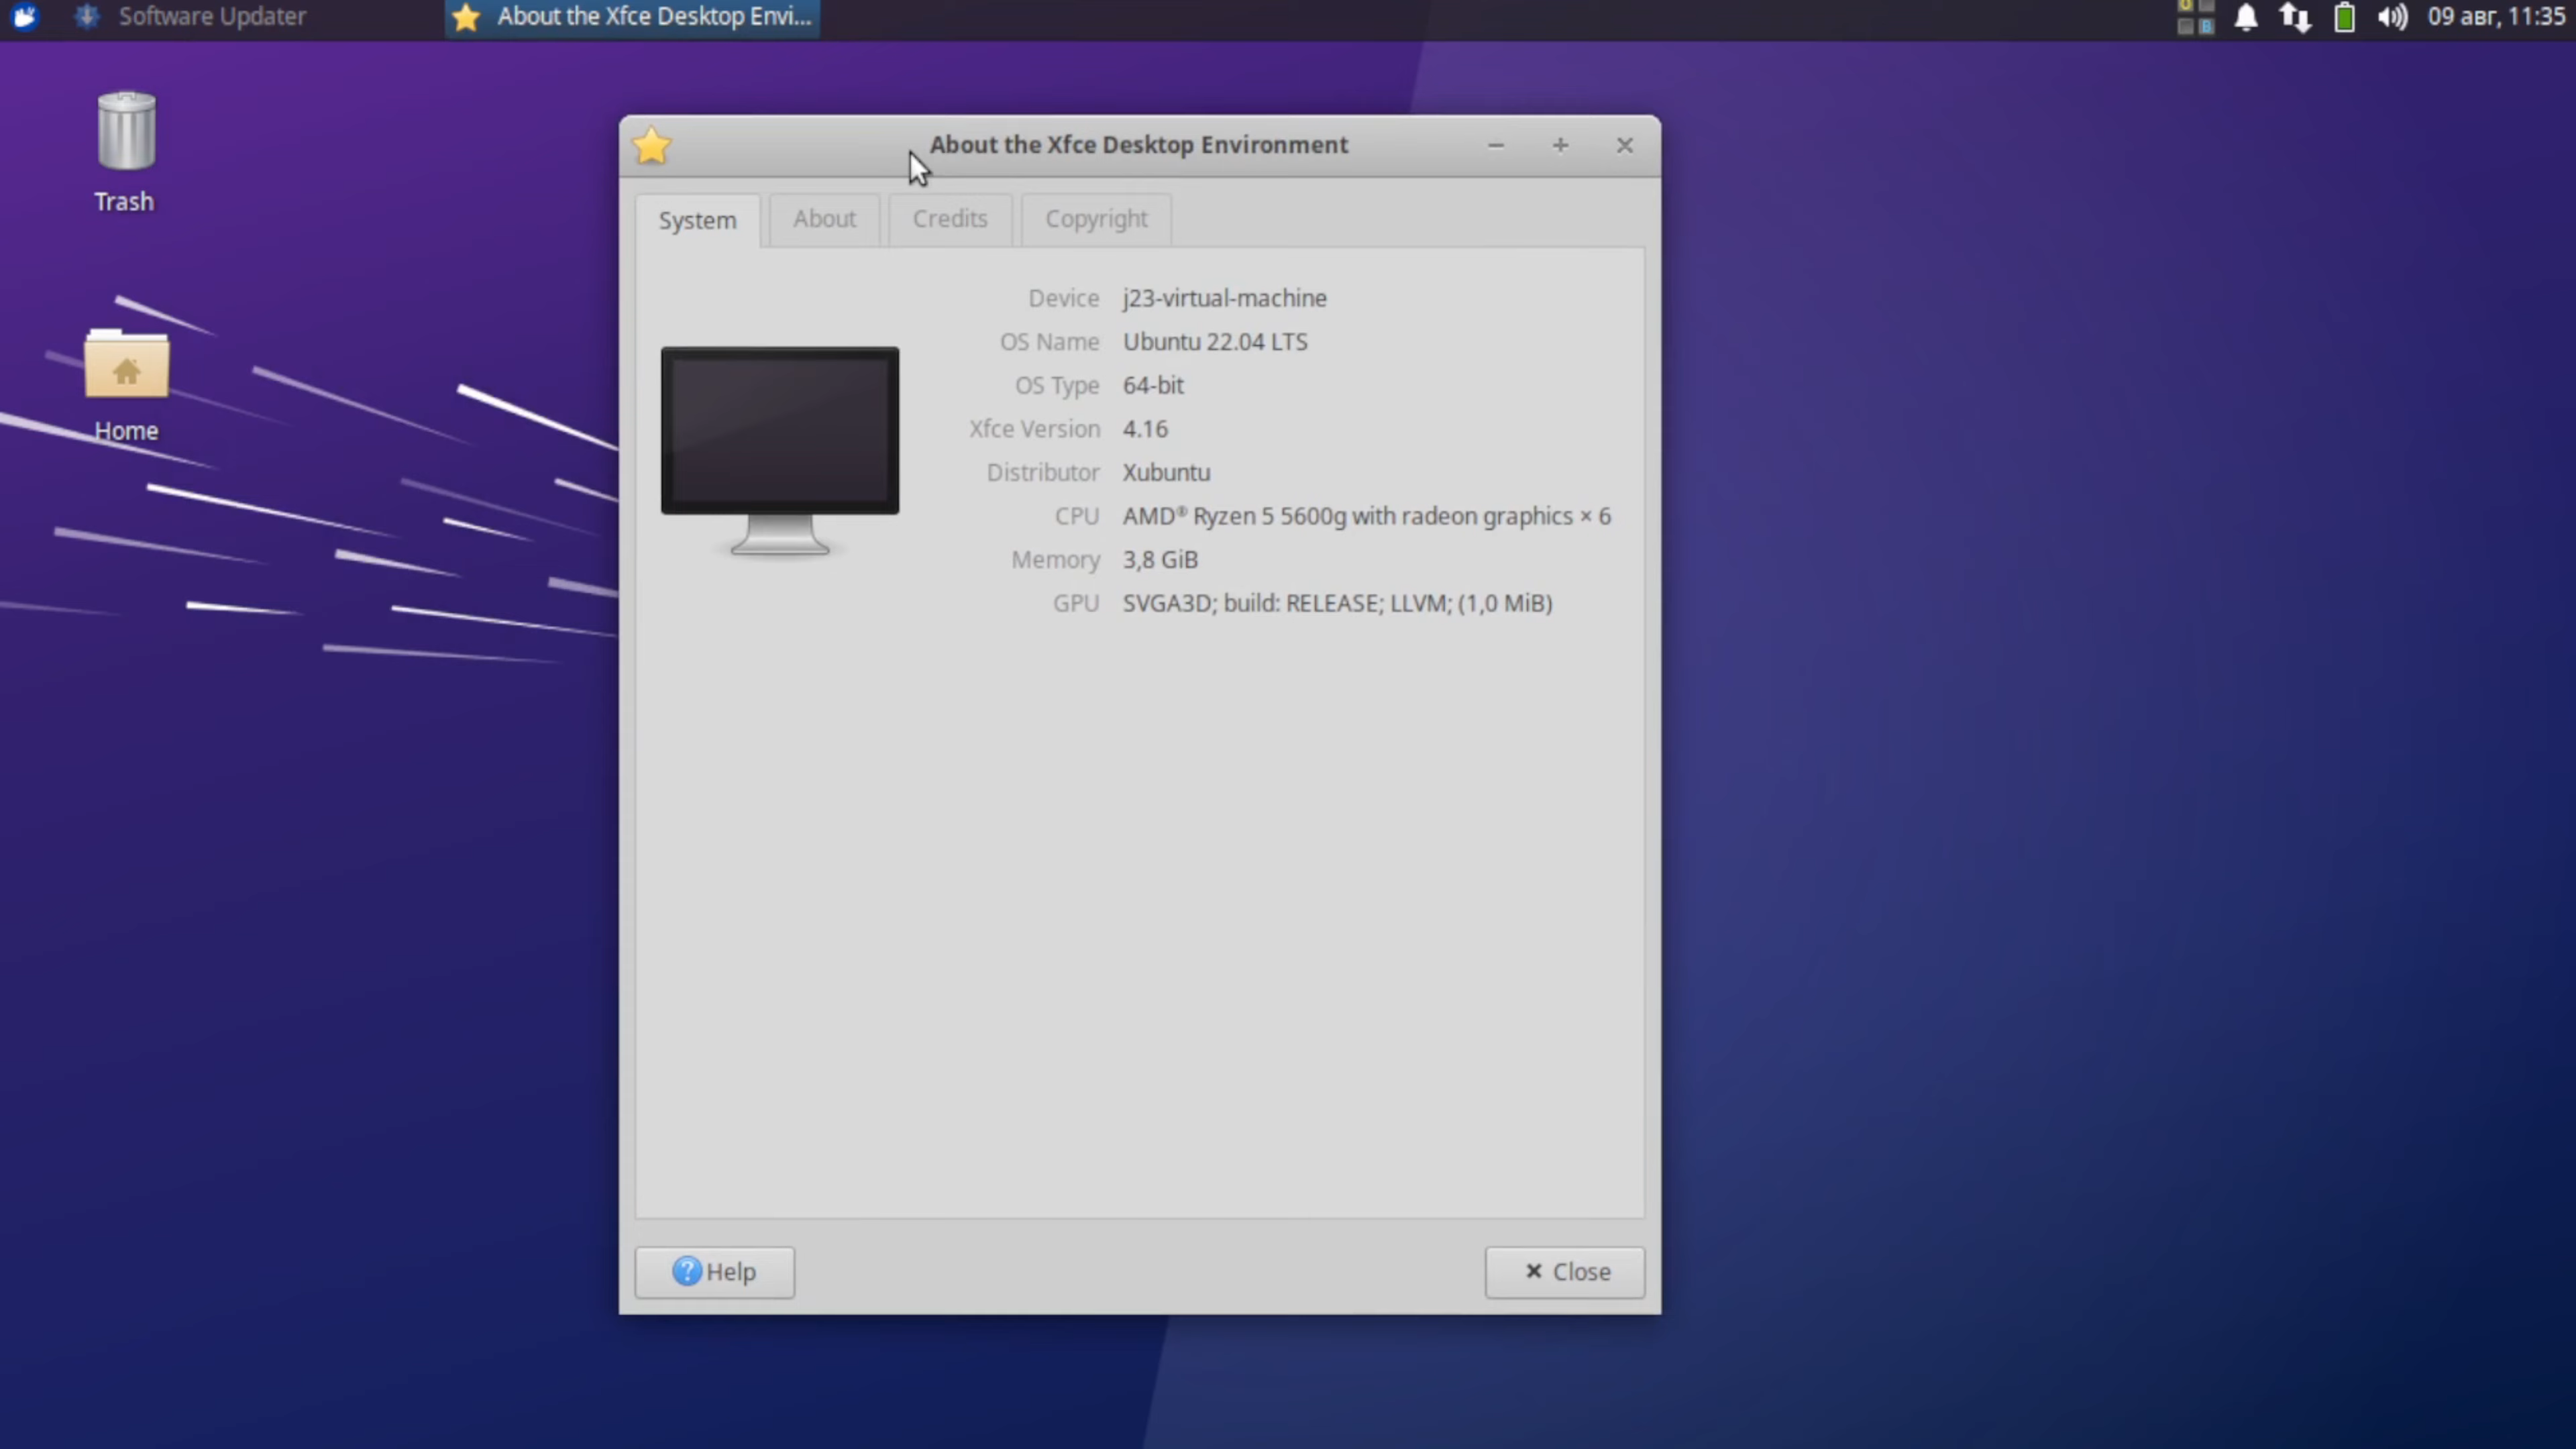 Software Updater
About the Xfce Desktop Envi...
09 авг, 11:35
Trash
Home
About the Xfce Desktop Environment
System
About
Credits
Copyright
Device j23-virtual-machine
OS Name Ubuntu 22.04 LTS
OS Type 64-bit
Xfce Version 4.16
Distributor Xubuntu
CPU AMD® Ryzen 5 5600g with radeon graphics × 6
Memory 3,8 GiB
GPU SVGA3D; build: RELEASE; LLVM; (1,0 MiB)
Help
Close